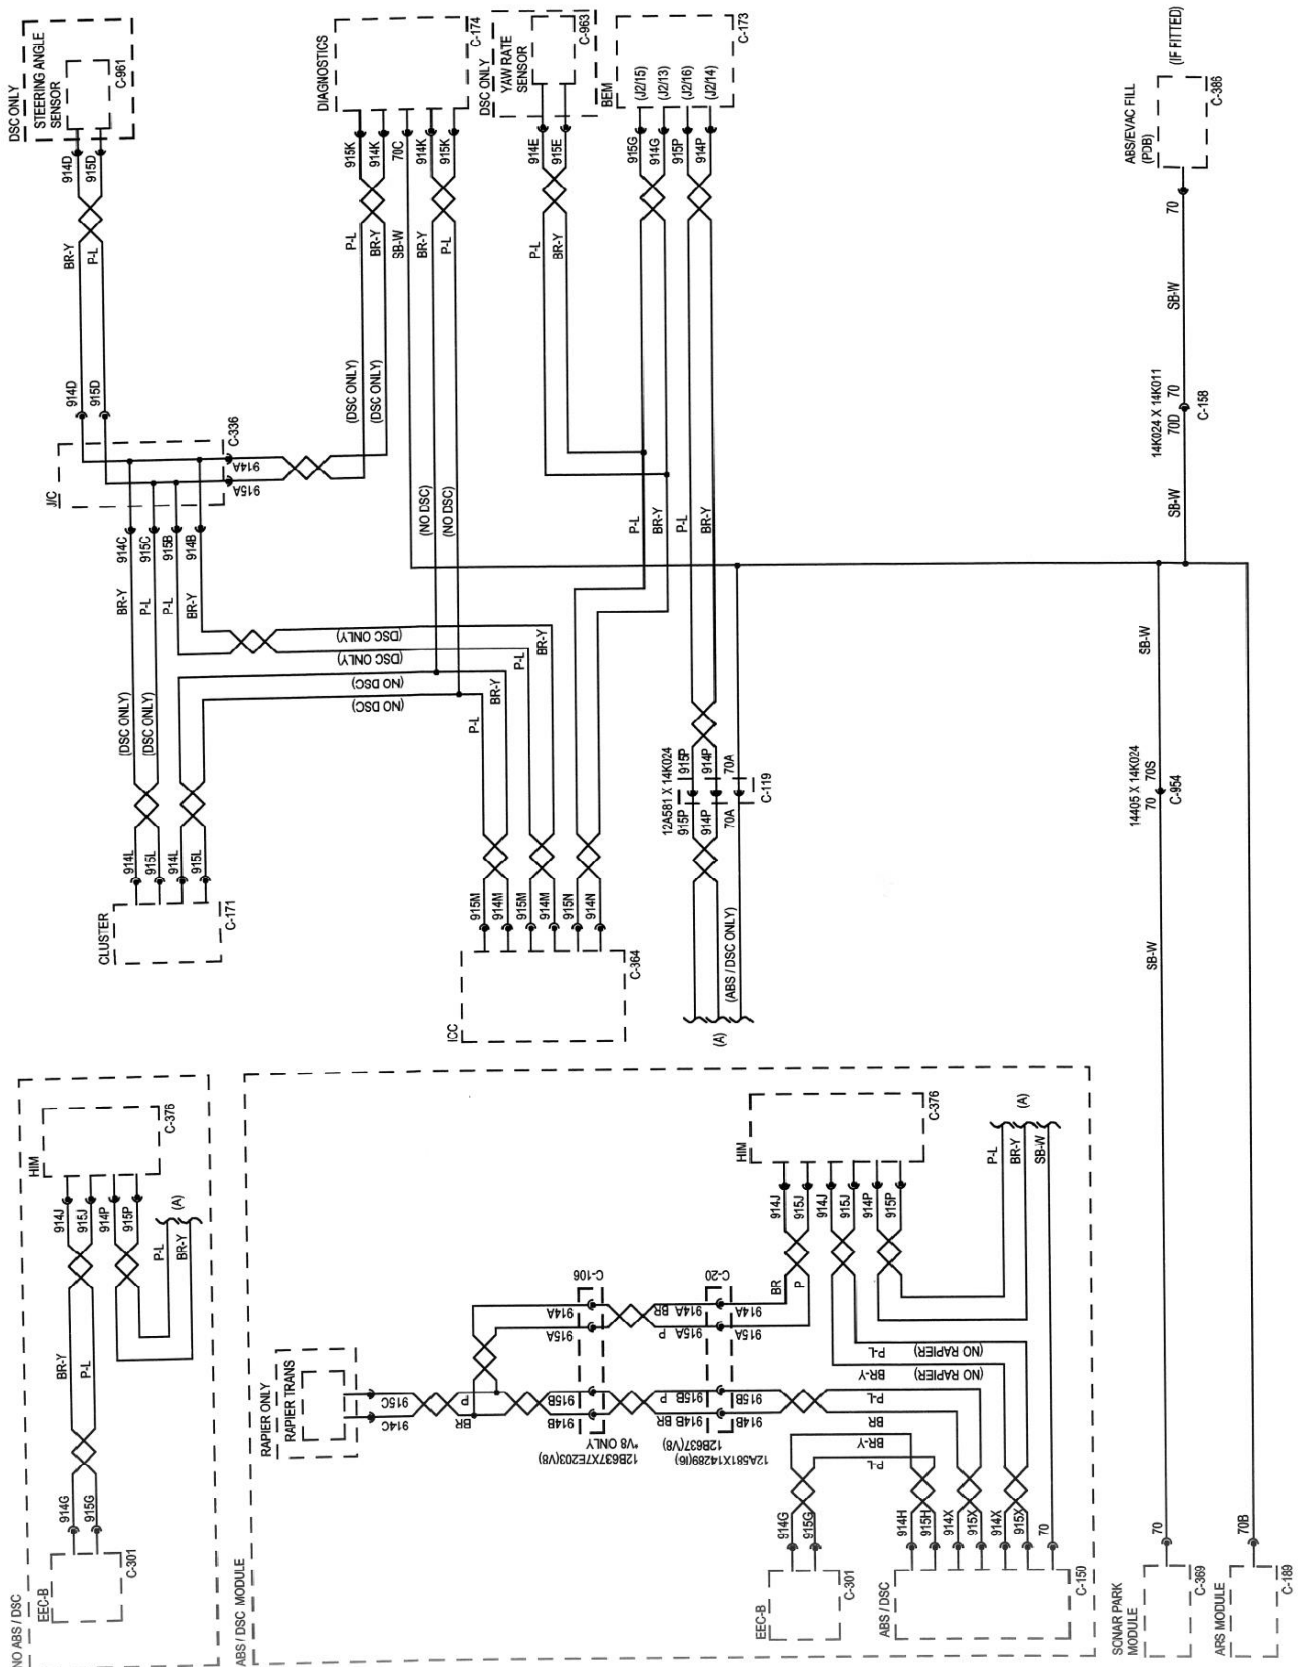 DSC ONLY
STEERING ANGLE
SENSOR
C-961
914D
915D
BR-Y
P-L
914D
915D
J/C
C-336
914A
915A
914C
915C
915B
914B
BR-Y
P-L
P-L
BR-Y
(DSC ONLY)
(DSC ONLY)
914L
915L
914L
915L
CLUSTER
C-171
DIAGNOSTICS
C-174
915K
914K
70C
914K
915K
P-L
BR-Y
SB-W
BR-Y
P-L
(DSC ONLY)
(DSC ONLY)
(NO DSC)
(NO DSC)
(DSC ONLY)
(DSC ONLY)
(NO DSC)
(NO DSC)
P-L
BR-Y
P-L
BR-Y
915M
914M
915M
914M
915N
914N
ICC
C-364
DSC ONLY
YAW RATE
SENSOR
C-963
914E
915E
P-L
BR-Y
BEM
(J2/15)
(J2/13)
(J2/16)
(J2/14)
C-173
915G
914G
915P
914P
P-L
BR-Y
P-L
BR-Y
12A581 X 14K024
915P
914P
70A
915P
914P
70A
C-119
(ABS / DSC ONLY)
(A)
ABS/EVAC FILL
(PDB)
(IF FITTED)
C-386
70
SB-W
14K024 X 14K011
70D
70
C-158
SB-W
SB-W
14405 X 14K024
70
70S
C-954
SB-W
70
SONAR PARK
MODULE
C-369
70B
ARS MODULE
C-189
NO ABS / DSC
HIM
C-376
914J
915J
914P
915P
(A)
P-L
BR-Y
BR-Y
P-L
914G
915G
EEC-B
C-301
ABS / DSC MODULE
RAPIER ONLY
RAPIER TRANS
915C
914C
P
BR
C-106
914A
915A
915B
914B
12B637X7E203(V8)
*V8 ONLY
914A BR
915A P
915B P
914B BR
C-20
914A
915A
915B
914B
12B637(V8)
12A581X14289(I6)
HIM
C-376
914J
915J
914J
915J
914P
915P
BR
P
(A)
P-L
BR-Y
SB-W
P-L (NO RAPIER)
BR-Y (NO RAPIER)
P-L
BR
BR-Y
P-L
914G
915G
EEC-B
C-301
914H
915H
914X
915X
914X
915X
70
ABS / DSC
C-150